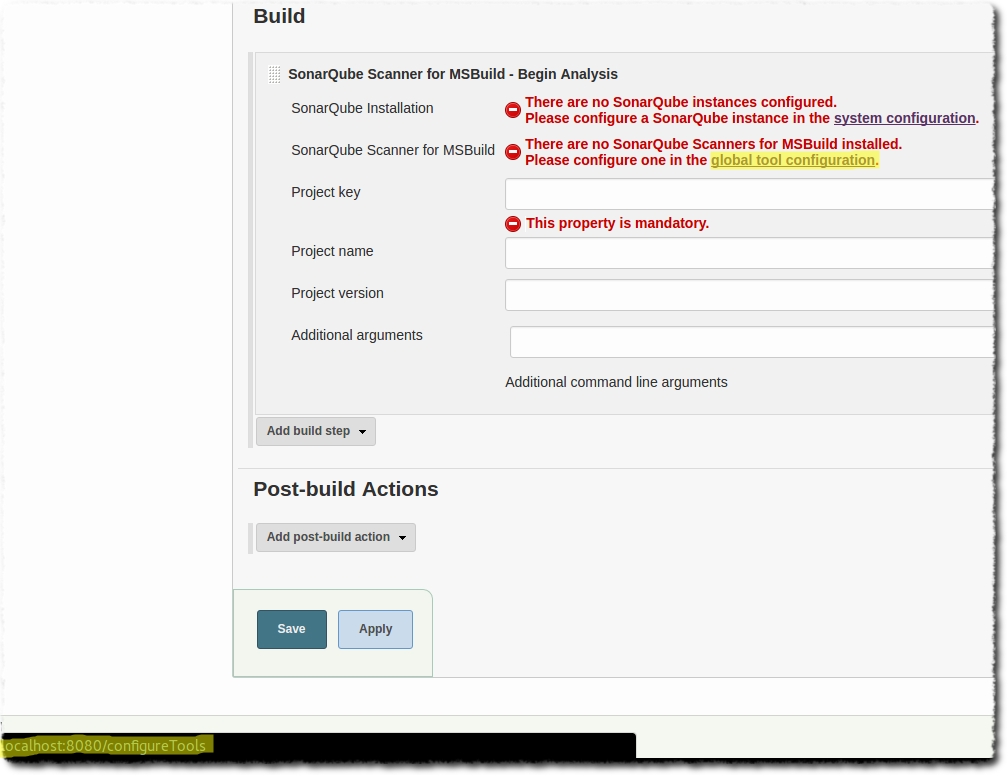 Build
SonarQube Scanner for MSBuild - Begin Analysis
SonarQube Installation
There are no SonarQube instances configured.
Please configure a SonarQube instance in the system configuration.
SonarQube Scanner for MSBuild
There are no SonarQube Scanners for MSBuild installed.
Please configure one in the global tool configuration.
Project key
This property is mandatory.
Project name
Project version
Additional arguments
Additional command line arguments
Add build step
Post-build Actions
Add post-build action
Save
Apply
localhost:8080/configureTools